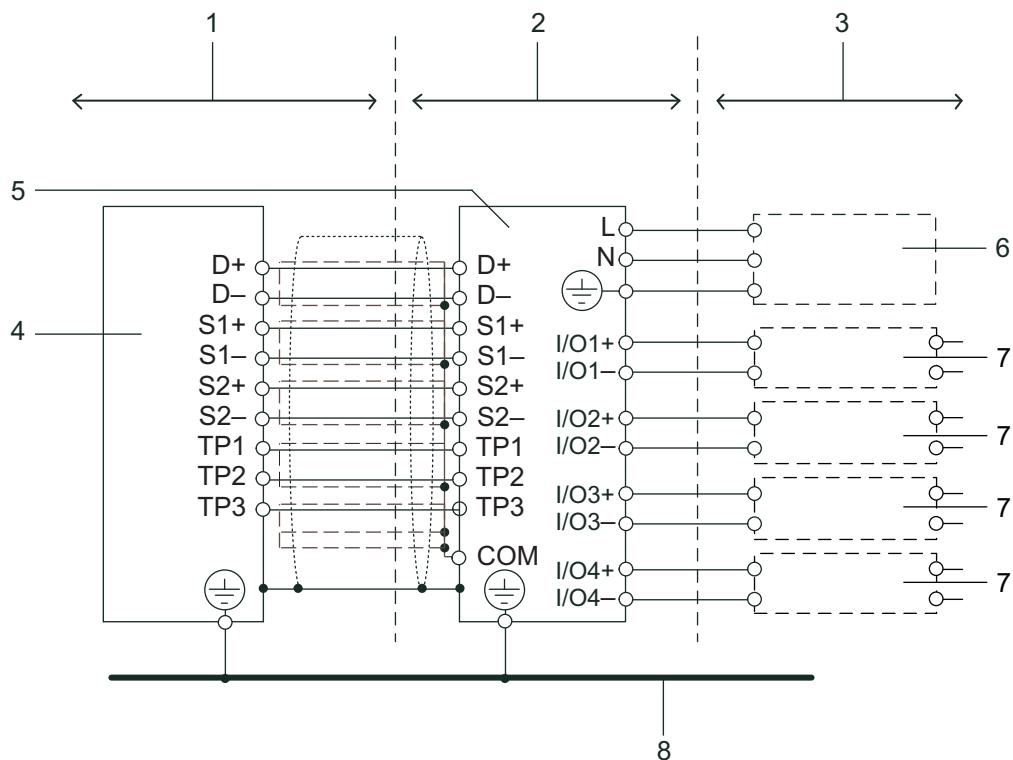 1
2
3
5
4
D+
D–
S1+
S1–
S2+
S2–
TP1
TP2
TP3
D+
D–
S1+
S1–
S2+
S2–
TP1
TP2
TP3
COM
L
N
I/O1+
I/O1–
I/O2+
I/O2–
I/O3+
I/O3–
I/O4+
I/O4–
6
7
7
7
7
8